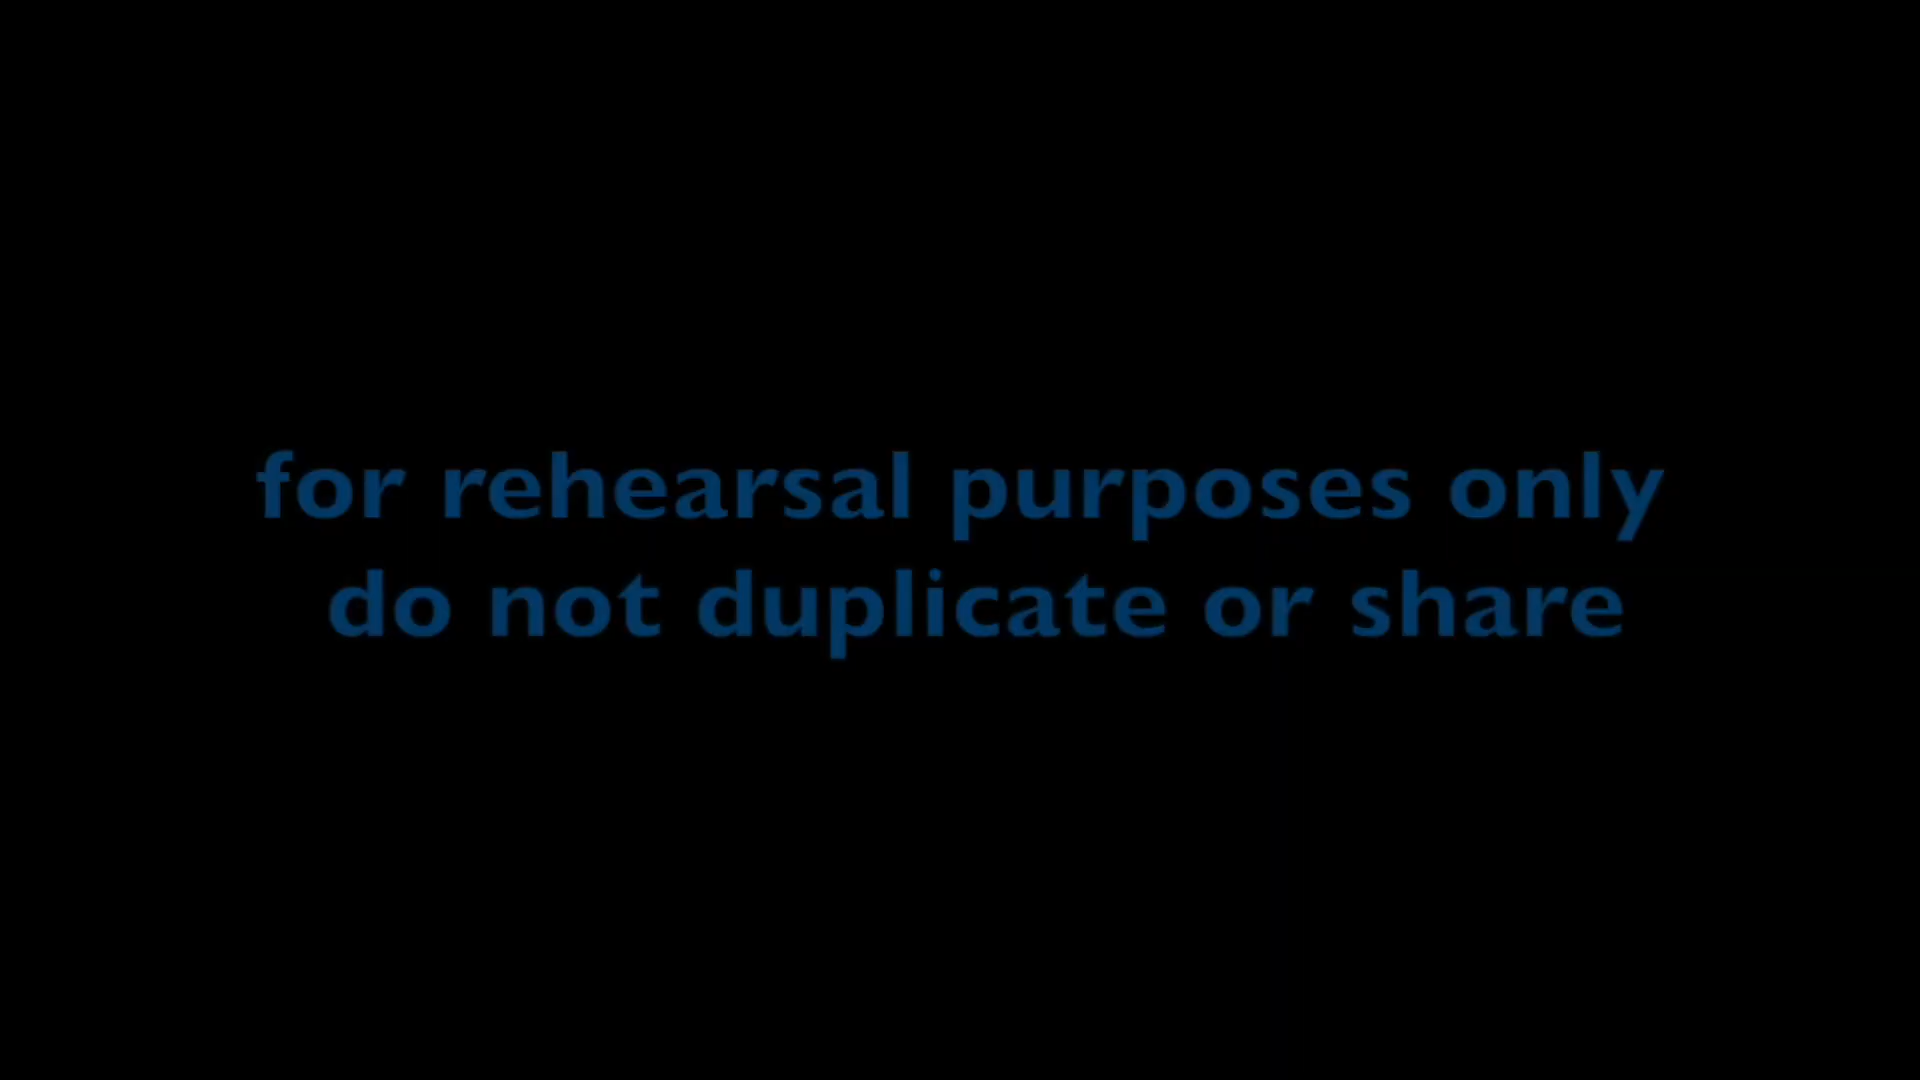 for rehearsal purposes only
do not duplicate or share